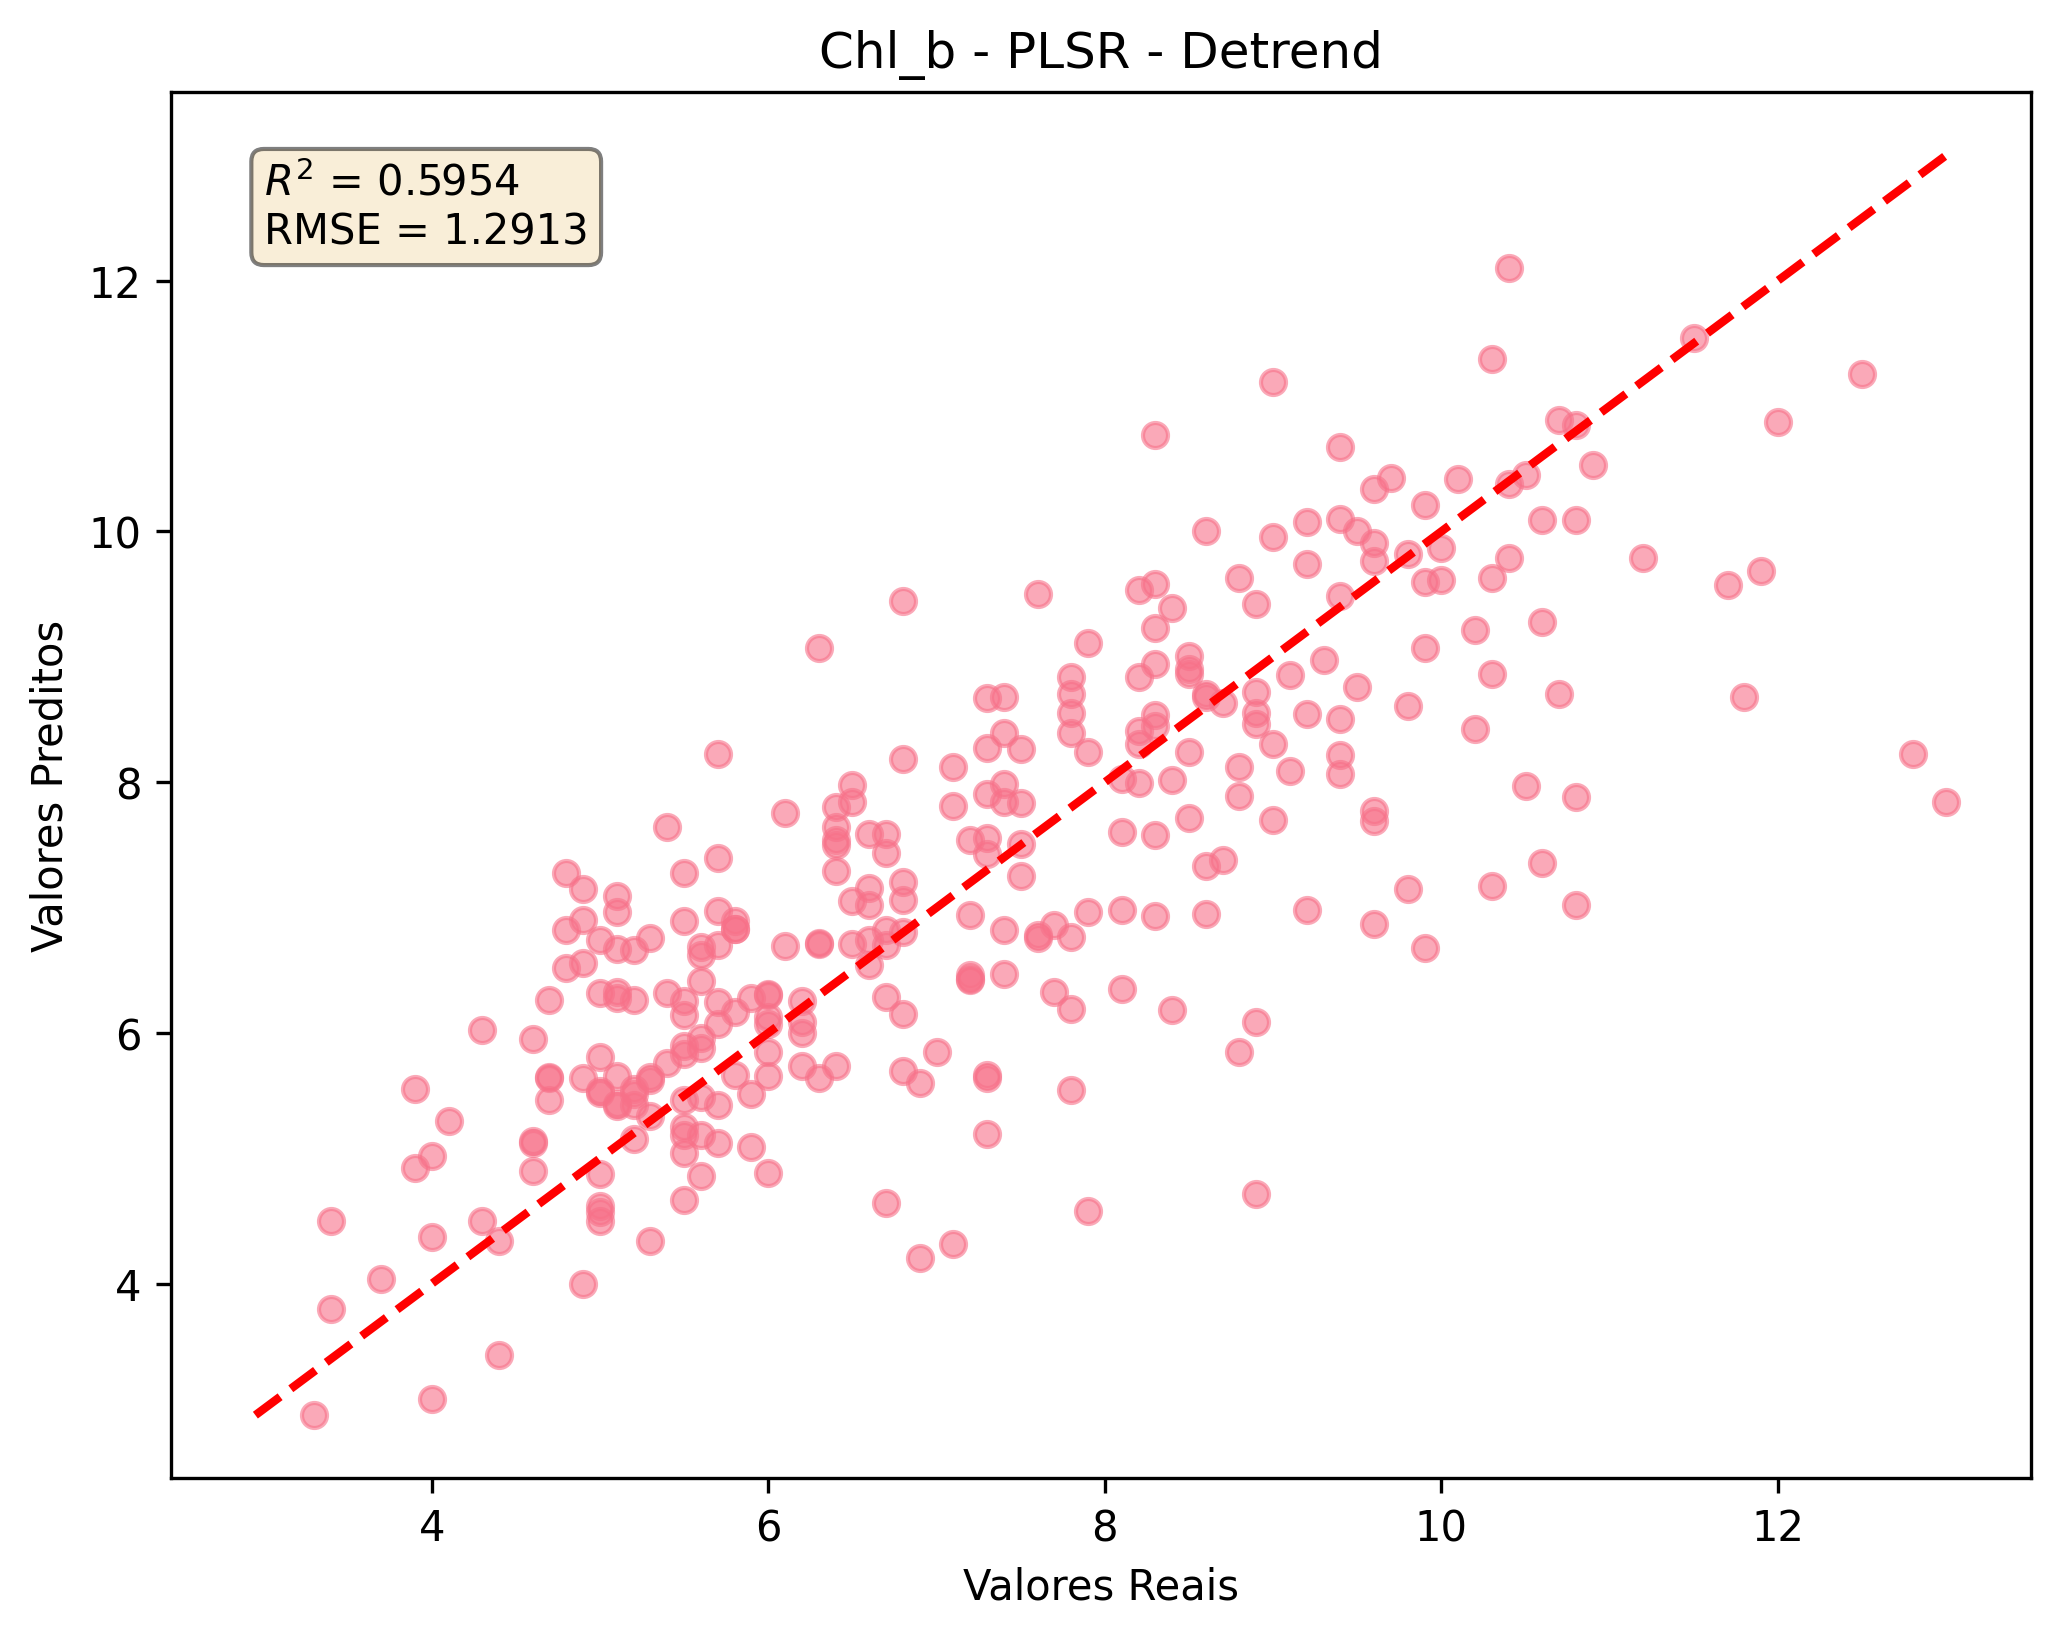 Chl_b - PLSR - Detrend
R² = 0.5954
RMSE = 1.2913
12
10
8
6
4
Valores Preditos
4 6 8 10 12
Valores Reais